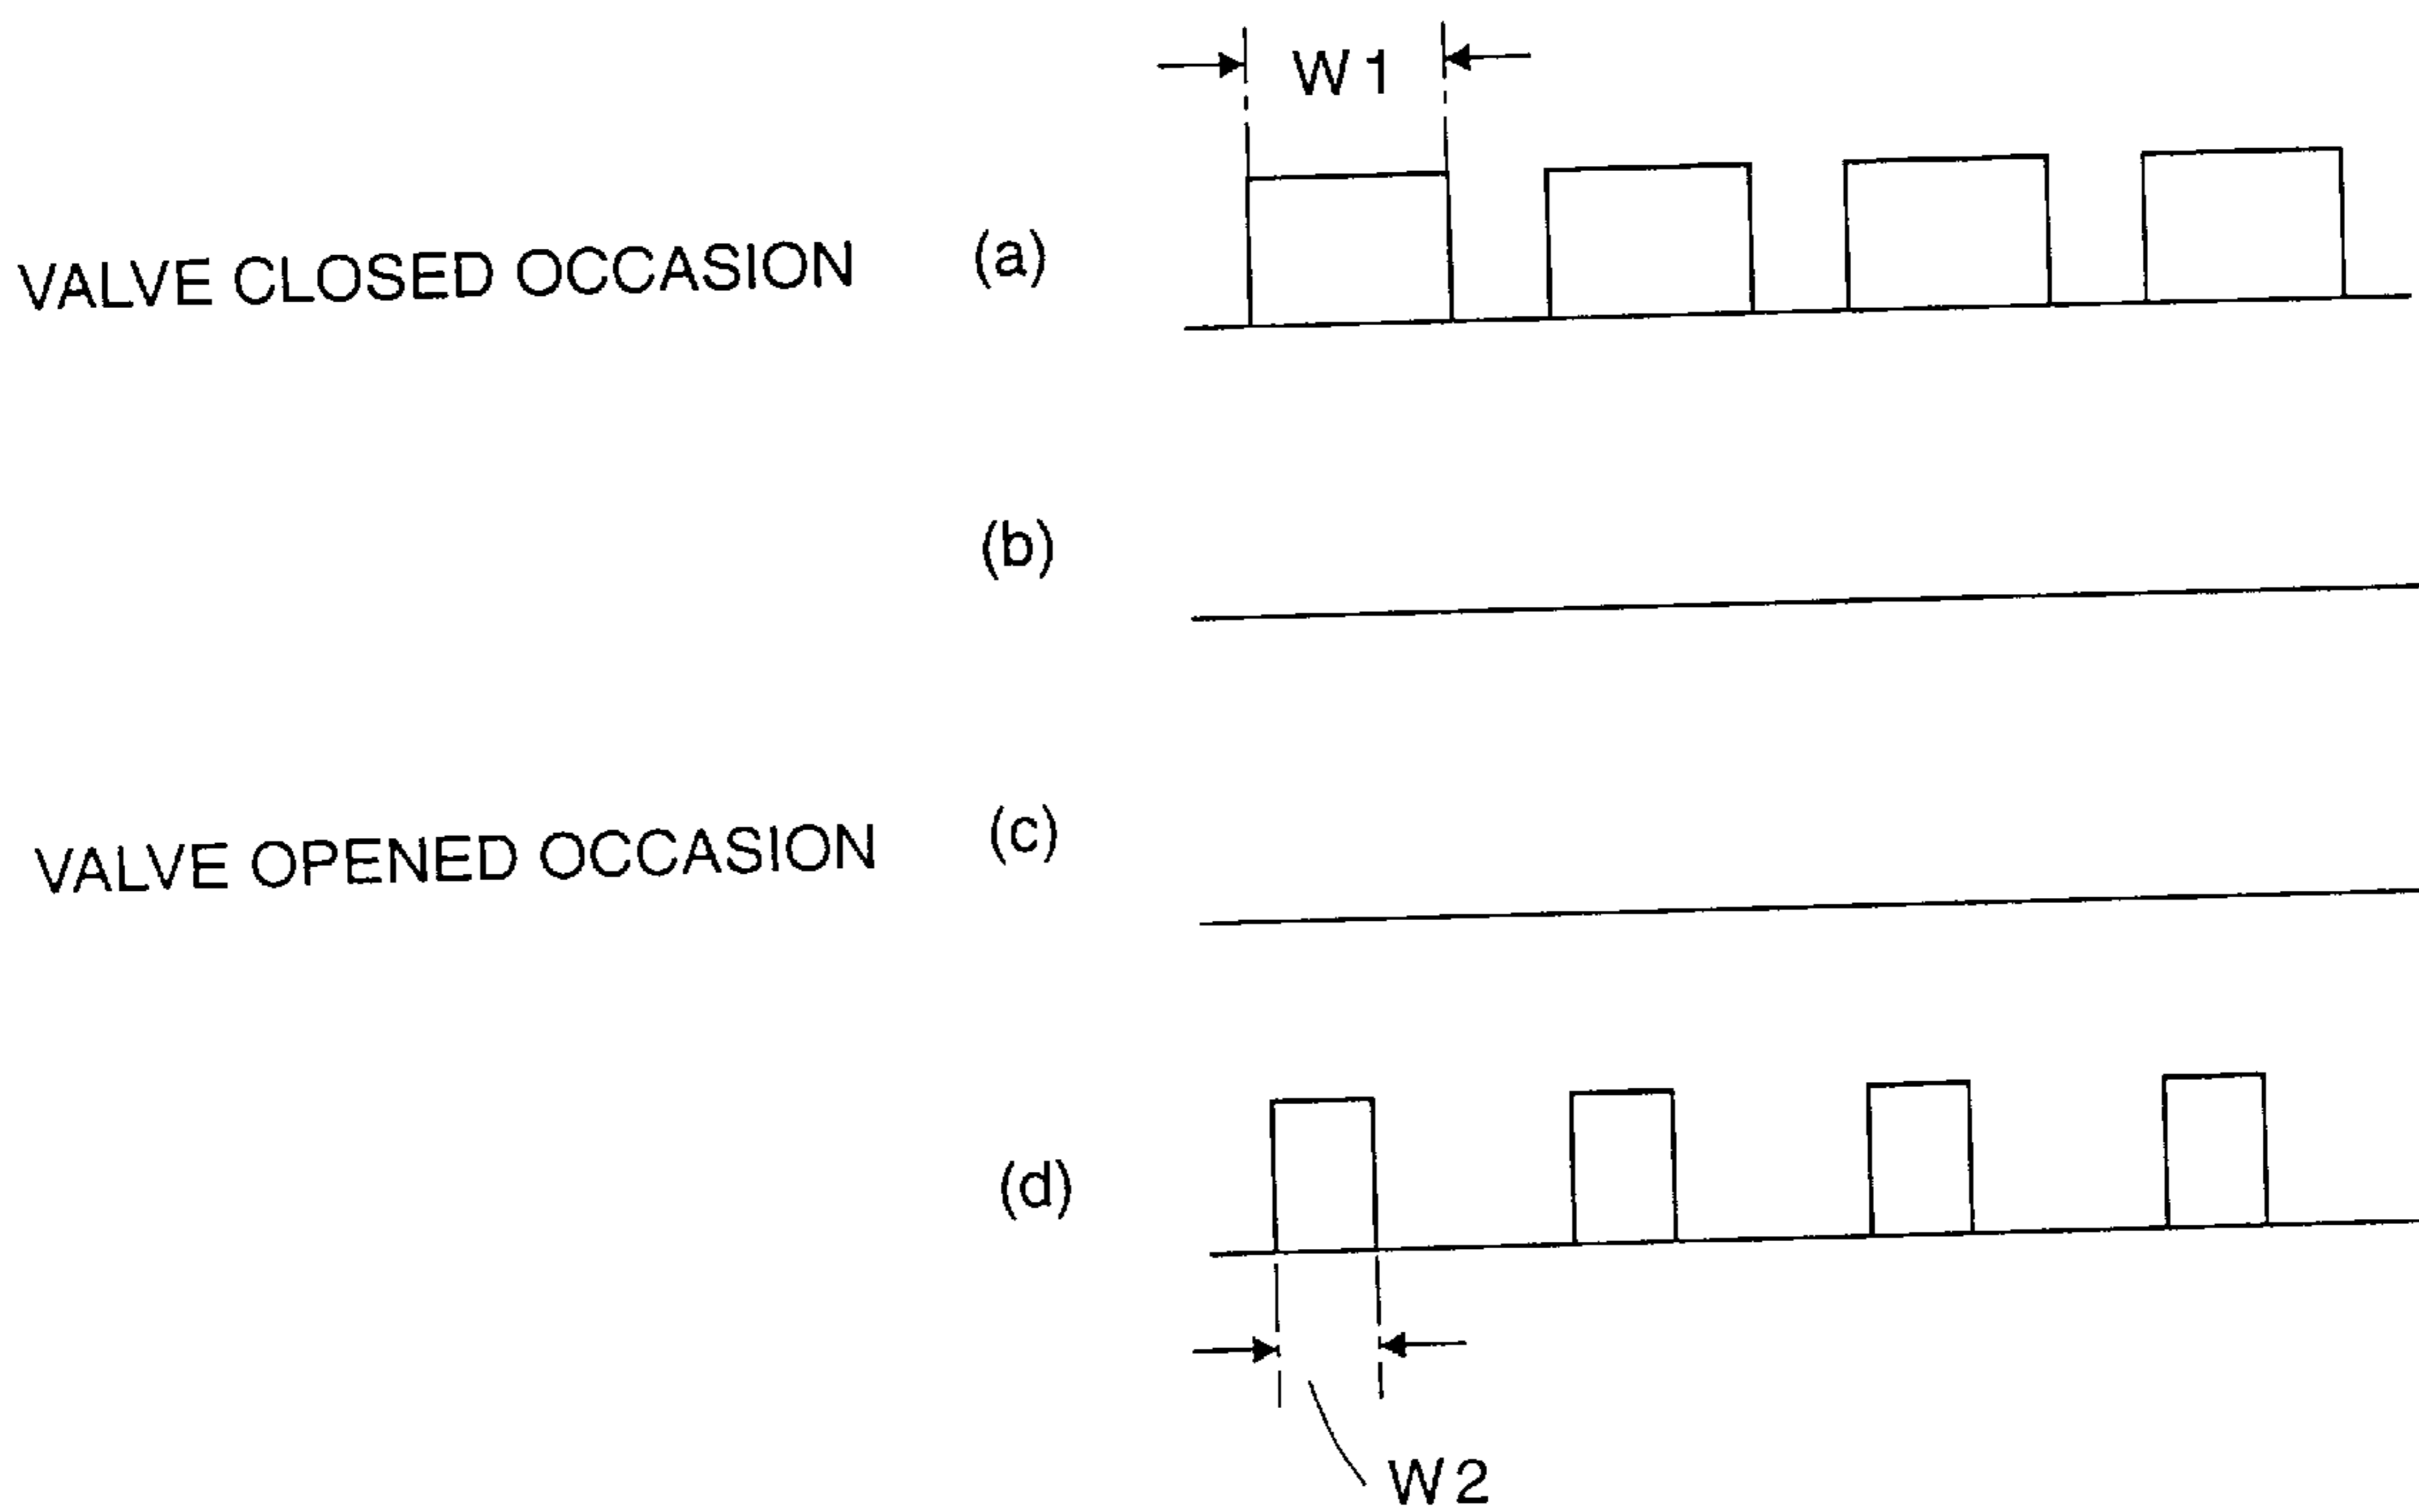 W1
VALVE CLOSED OCCASION (a)
(b)
VALVE OPENED OCCASION (c)
(d)
W2